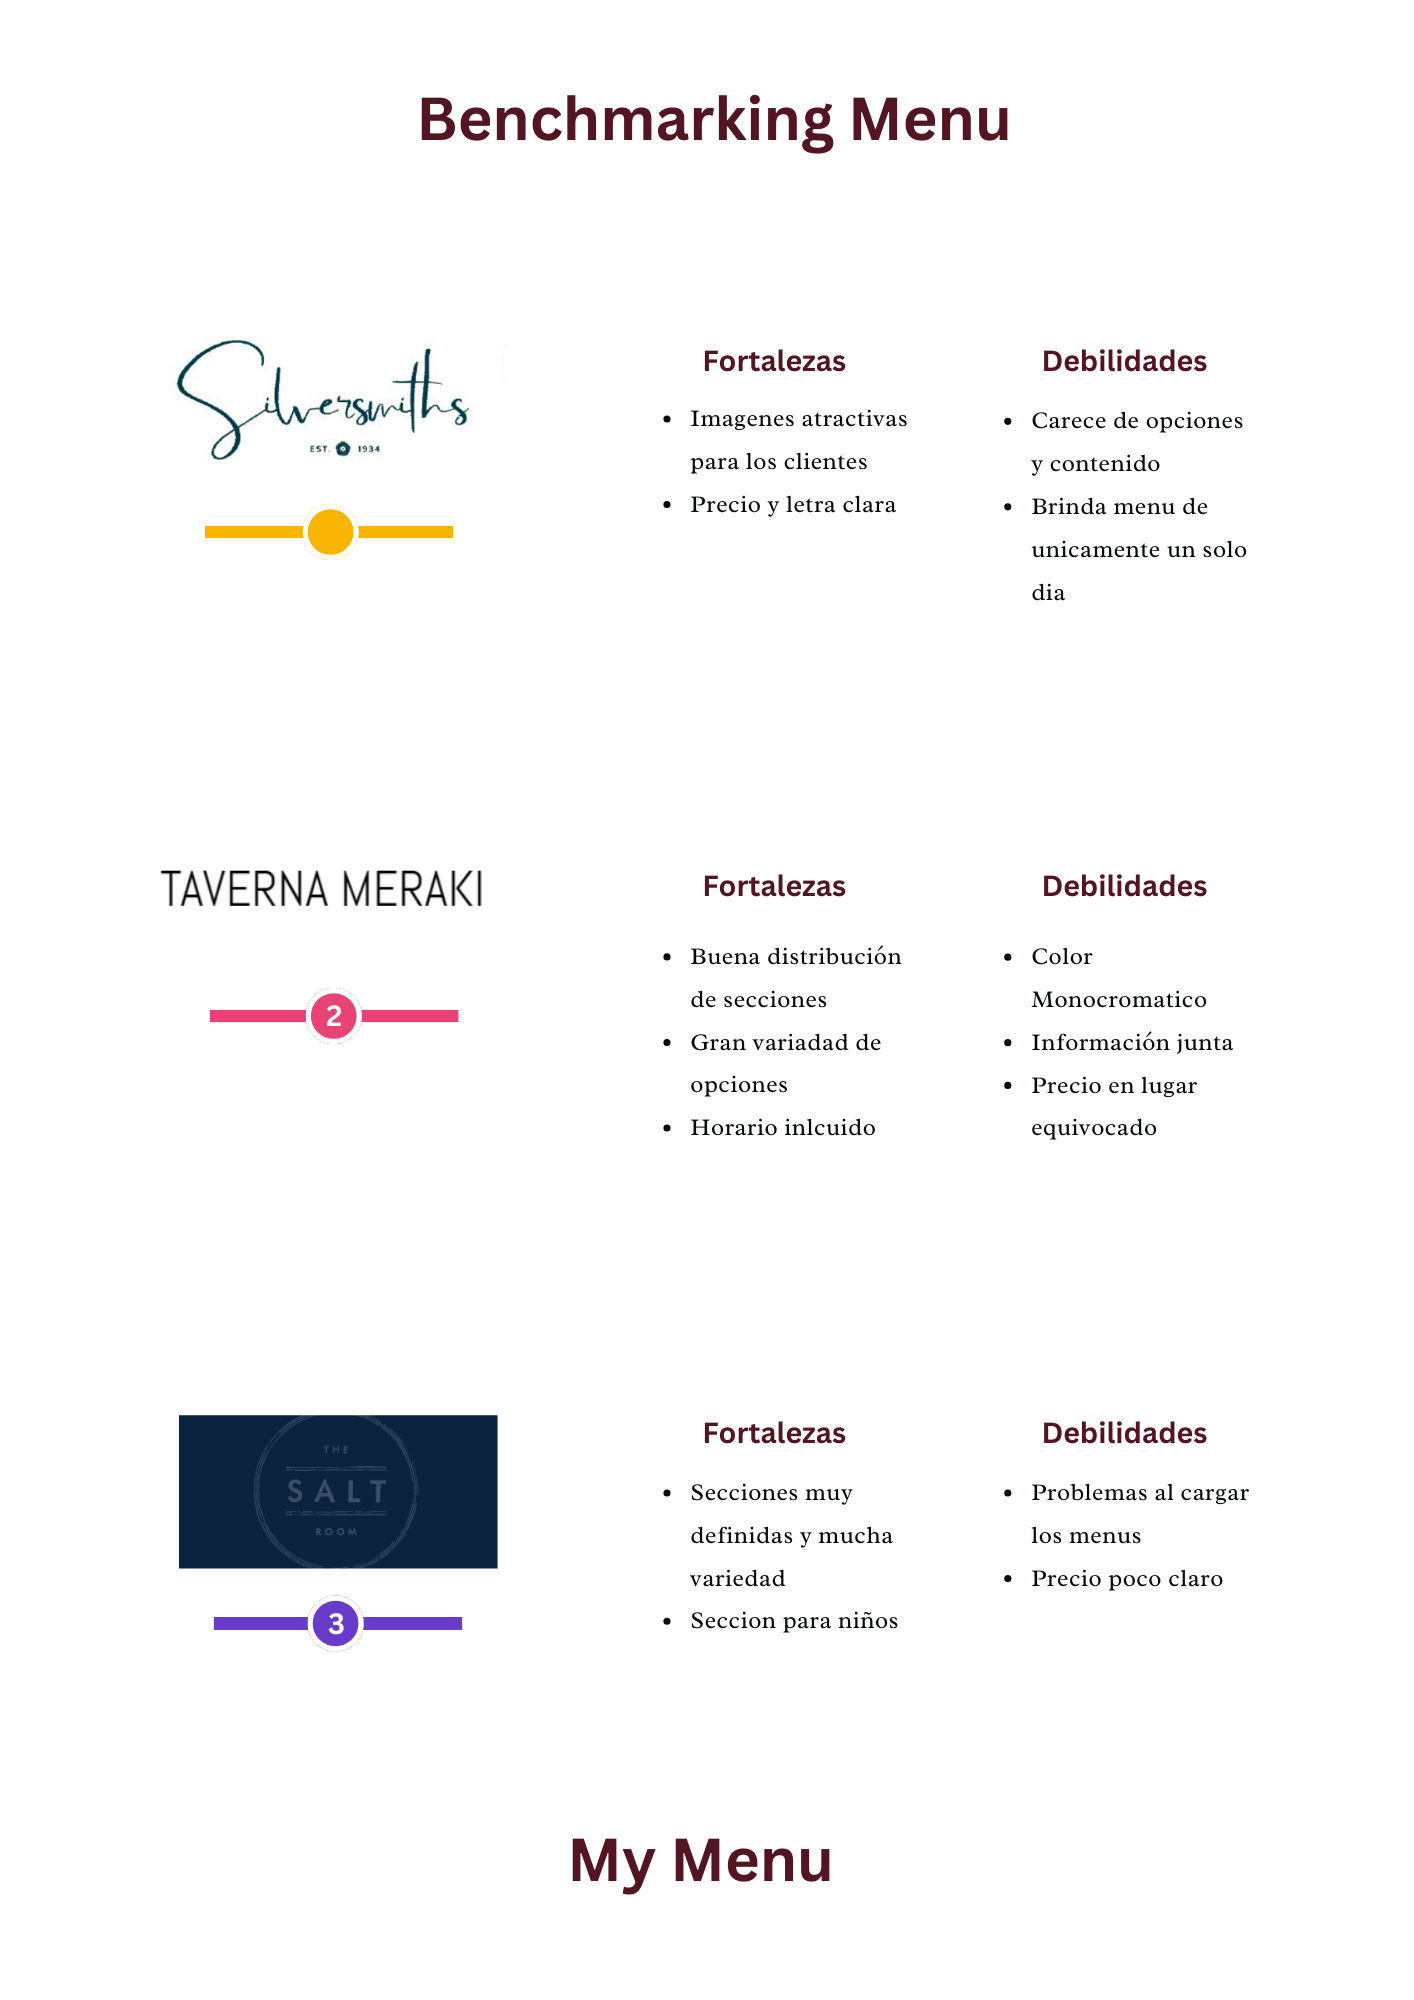 Benchmarking Menu
Silversmiths
EST. 1934
Fortalezas
• Imagenes atractivas
para los clientes
• Precio y letra clara
Debilidades
• Carece de opciones
y contenido
• Brinda menu de
unicamente un solo
dia
TAVERNA MERAKI
2
Fortalezas
• Buena distribución
de secciones
• Gran variadad de
opciones
• Horario inlcuido
Debilidades
• Color
Monocromatico
• Información junta
• Precio en lugar
equivocado
THE
SALT
ROOM
3
Fortalezas
• Secciones muy
definidas y mucha
variedad
• Seccion para niños
Debilidades
• Problemas al cargar
los menus
• Precio poco claro
My Menu